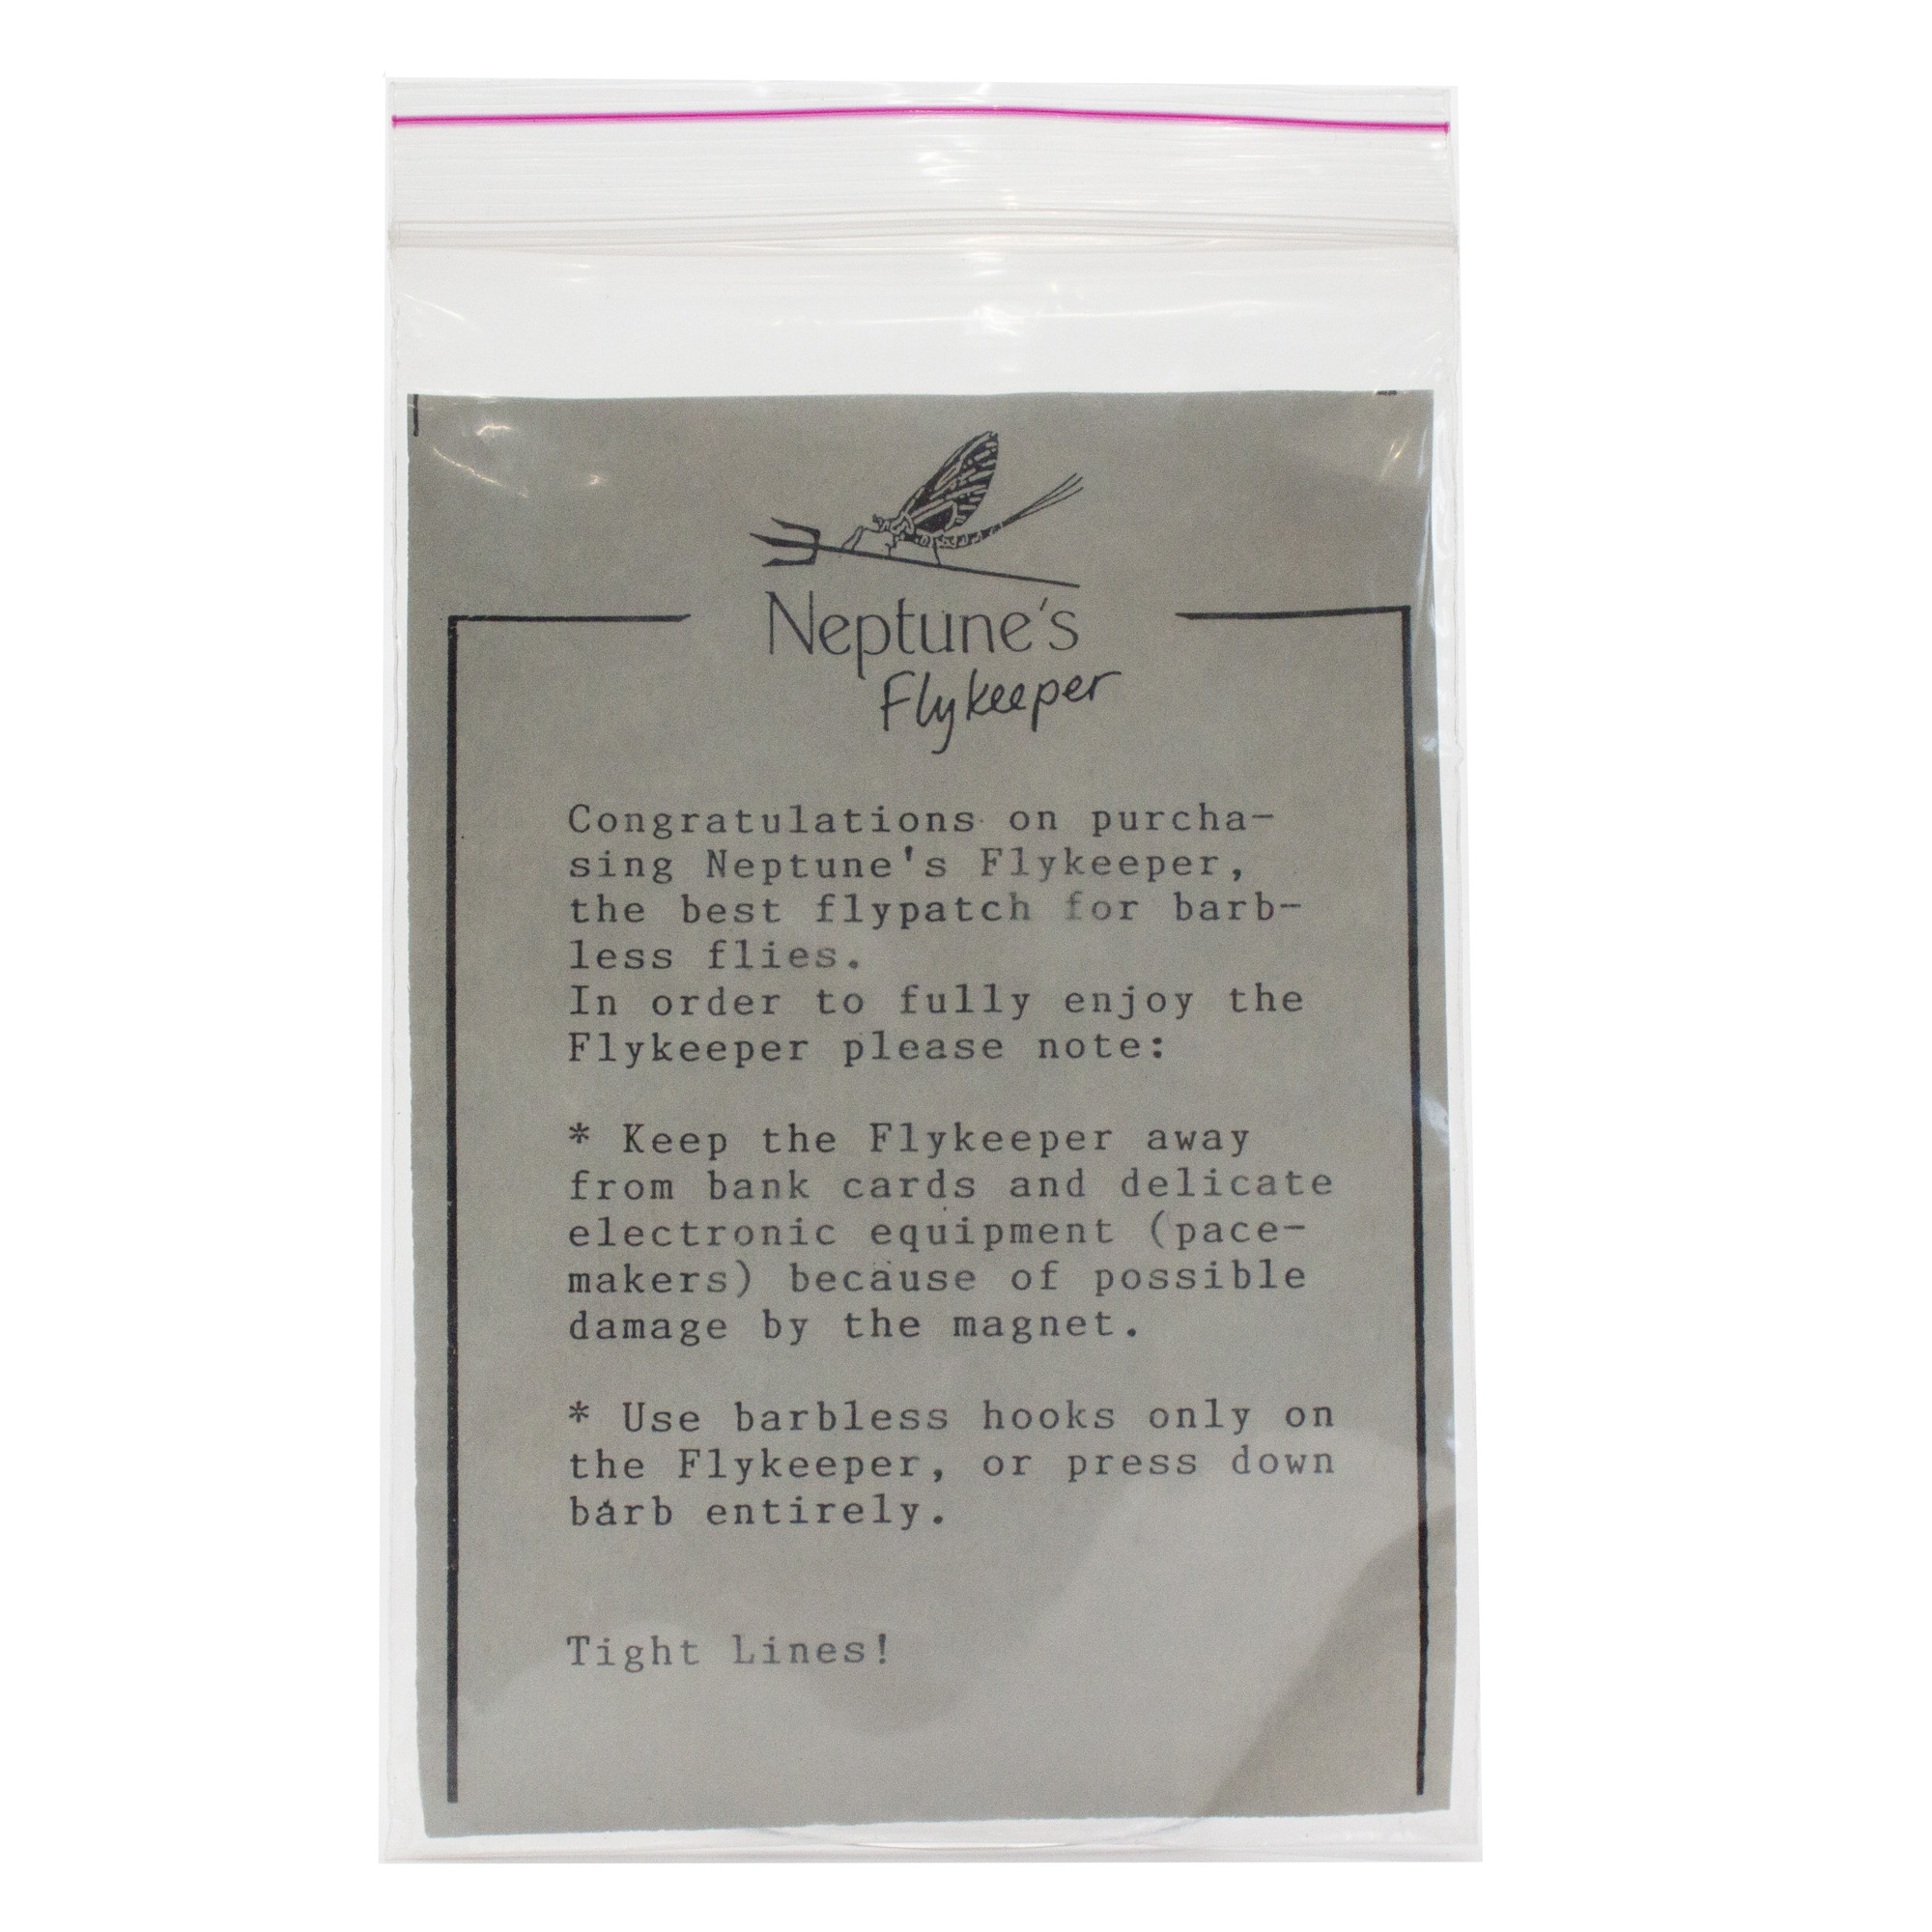 Neptune's
Flykeeper
Congratulations on purcha-
sing Neptune's Flykeeper,
the best flypatch for barb-
less flies.
In order to fully enjoy the
Flykeeper please note:
* Keep the Flykeeper away
from bank cards and delicate
electronic equipment (pace-
makers) because of possible
damage by the magnet.
* Use barbless hooks only on
the Flykeeper, or press down
barb entirely.
Tight Lines!